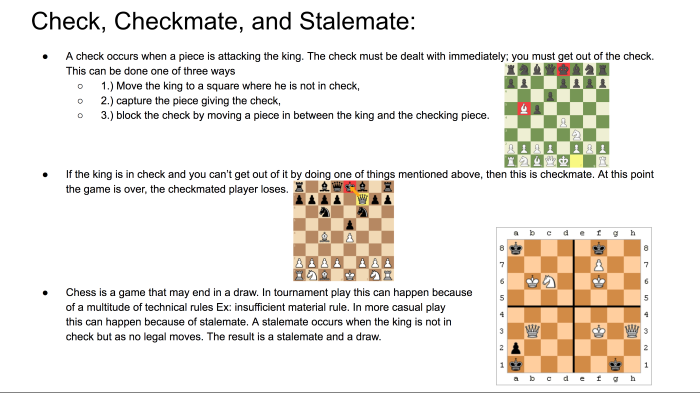 Check, Checkmate, and Stalemate:
● A check occurs when a piece is attacking the king. The check must be dealt with immediately; you must get out of the check.
This can be done one of three ways
○ 1.) Move the king to a square where he is not in check,
○ 2.) capture the piece giving the check,
○ 3.) block the check by moving a piece in between the king and the checking piece.
● If the king is in check and you can’t get out of it by doing one of things mentioned above, then this is checkmate. At this point
the game is over, the checkmated player loses.
● Chess is a game that may end in a draw. In tournament play this can happen because
of a multitude of technical rules Ex: insufficient material rule. In more casual play
this can happen because of stalemate. A stalemate occurs when the king is not in
check but as no legal moves. The result is a stalemate and a draw.
a b c d e f g h
8 8
7 7
6 6
5 5
4 4
3 3
2 2
1 1
a b c d e f g h